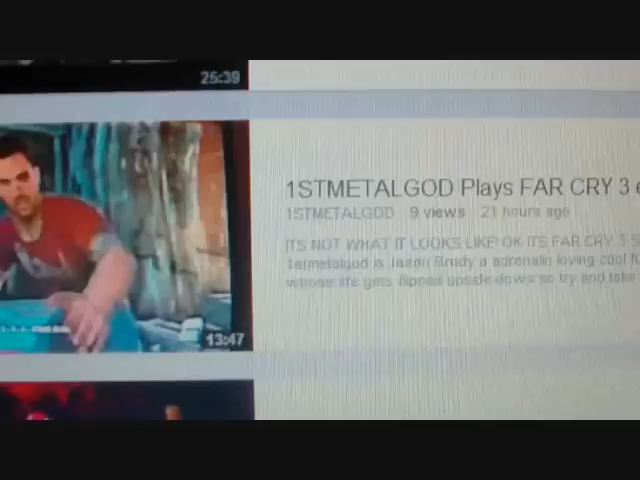 25:39
1STMETALGOD Plays FAR CRY 3 e
1STMETALGOD 9 views 21 hours ago
ITS NOT WHAT IT LOOKS LIKE! OK ITS FAR CRY 3 S
1stmetalgod is Jason Brody a adrenalin loving cool fu
whose life gets flipped upside down so try and take
13:47